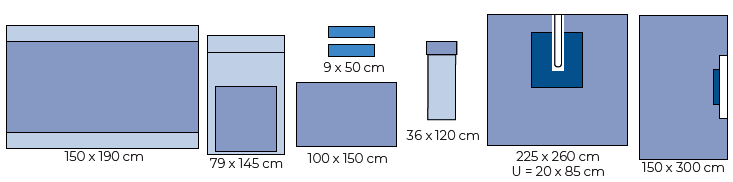 150 x 190 cm
79 x 145 cm
9 x 50 cm
100 x 150 cm
36 x 120 cm
225 x 260 cm
U = 20 x 85 cm
150 x 300 cm